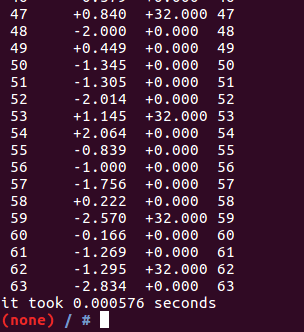 47 +0.840 +32.000 47
48 -2.000 +0.000 48
49 +0.449 +0.000 49
50 -1.345 +0.000 50
51 -1.305 +0.000 51
52 -2.014 +0.000 52
53 +1.145 +32.000 53
54 +2.064 +0.000 54
55 -0.839 +0.000 55
56 -1.000 +0.000 56
57 -1.756 +0.000 57
58 +0.222 +0.000 58
59 -2.570 +32.000 59
60 -0.166 +0.000 60
61 -1.269 +0.000 61
62 -1.295 +32.000 62
63 -2.834 +0.000 63
it took 0.000576 seconds
(none) / #